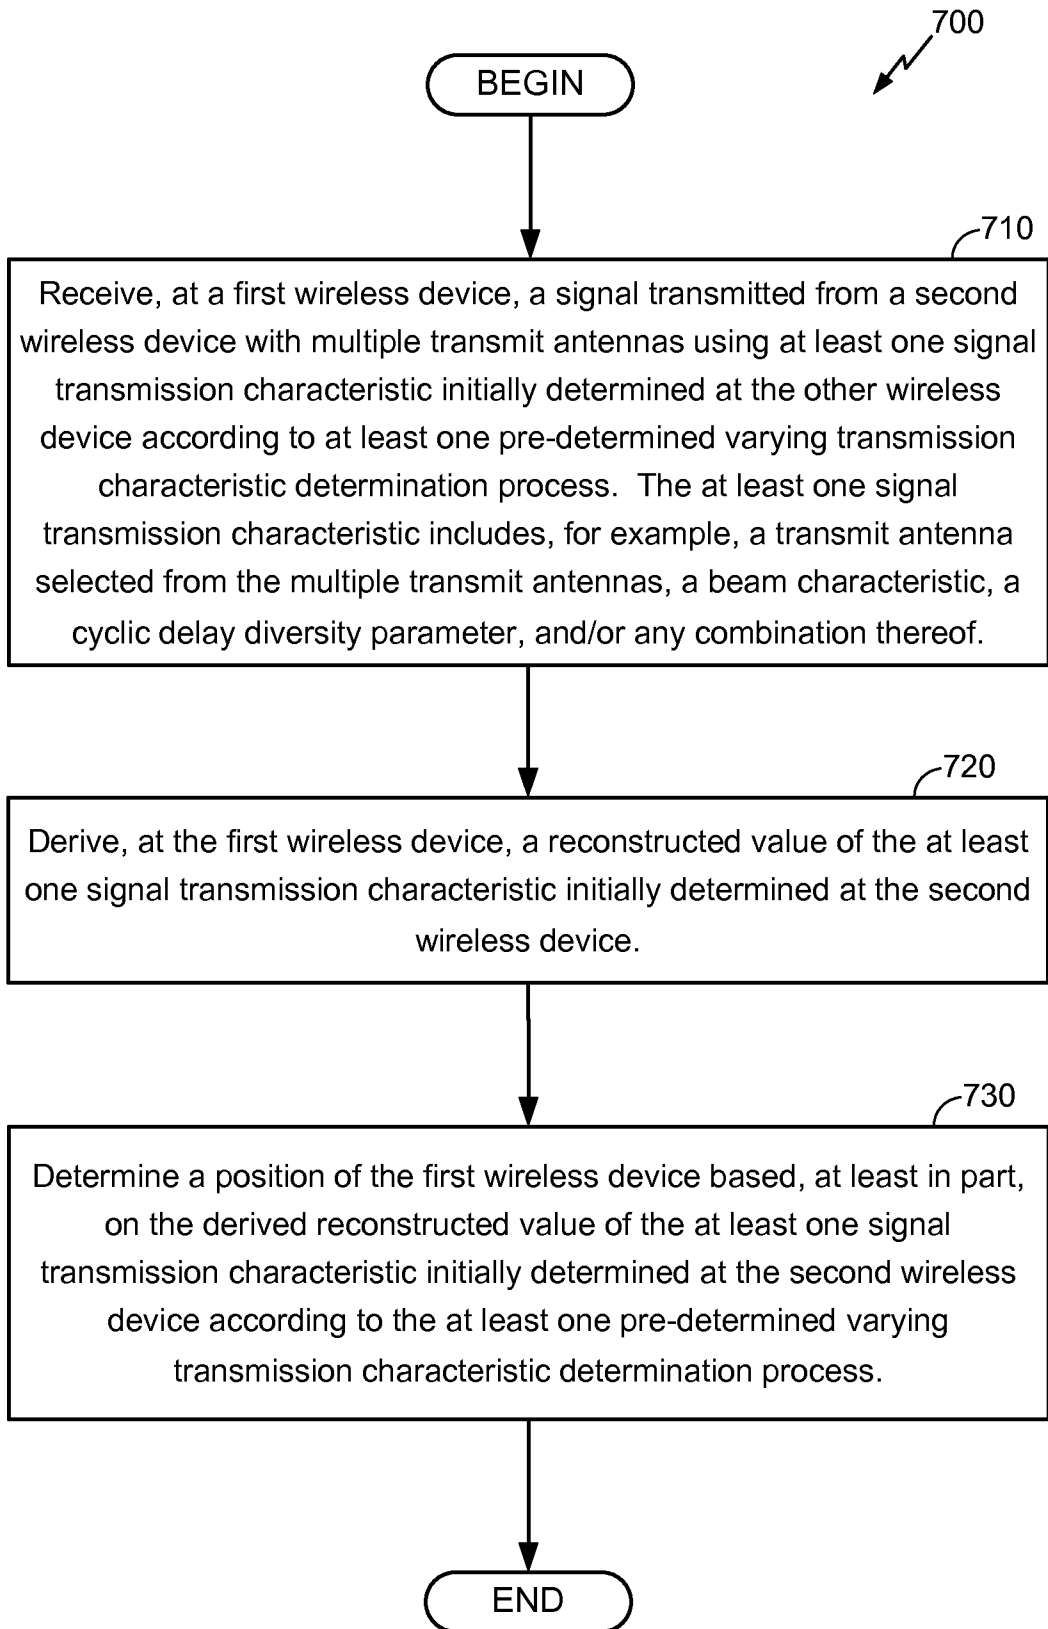 700
BEGIN
710
Receive, at a first wireless device, a signal transmitted from a second
wireless device with multiple transmit antennas using at least one signal
transmission characteristic initially determined at the other wireless
device according to at least one pre-determined varying transmission
characteristic determination process.  The at least one signal
transmission characteristic includes, for example, a transmit antenna
selected from the multiple transmit antennas, a beam characteristic, a
cyclic delay diversity parameter, and/or any combination thereof.
720
Derive, at the first wireless device, a reconstructed value of the at least
one signal transmission characteristic initially determined at the second
wireless device.
730
Determine a position of the first wireless device based, at least in part,
on the derived reconstructed value of the at least one signal
transmission characteristic initially determined at the second wireless
device according to the at least one pre-determined varying
transmission characteristic determination process.
END